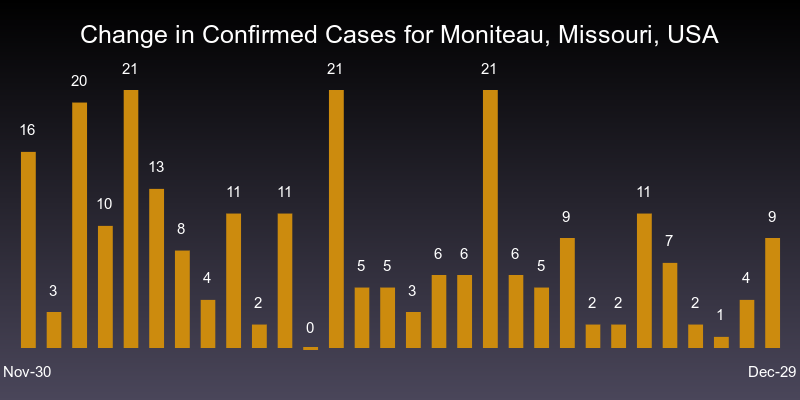 Change in Confirmed Cases for Moniteau, Missouri, USA
16 3 20 10 21 13 8 4 11 2 11 0 21 5 5 3 6 6 21 6 5 9 2 2 11 7 2 1 4 9
Nov-30 Dec-29